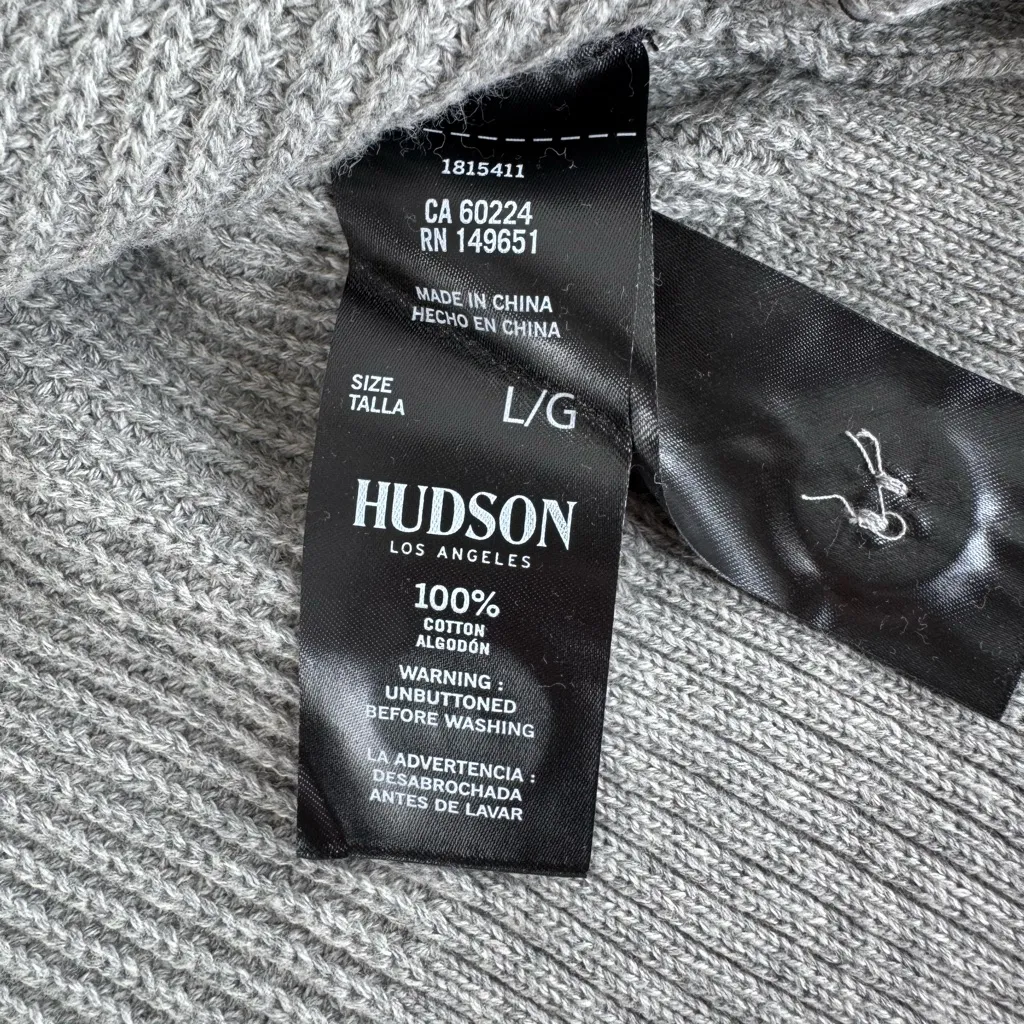 1815411
CA 60224
RN 149651
MADE IN CHINA
HECHO EN CHINA
SIZE
TALLA
L/G
HUDSON
LOS ANGELES
100%
COTTON
ALGODÓN
WARNING :
UNBUTTONED
BEFORE WASHING
LA ADVERTENCIA :
DESABROCHADA
ANTES DE LAVAR